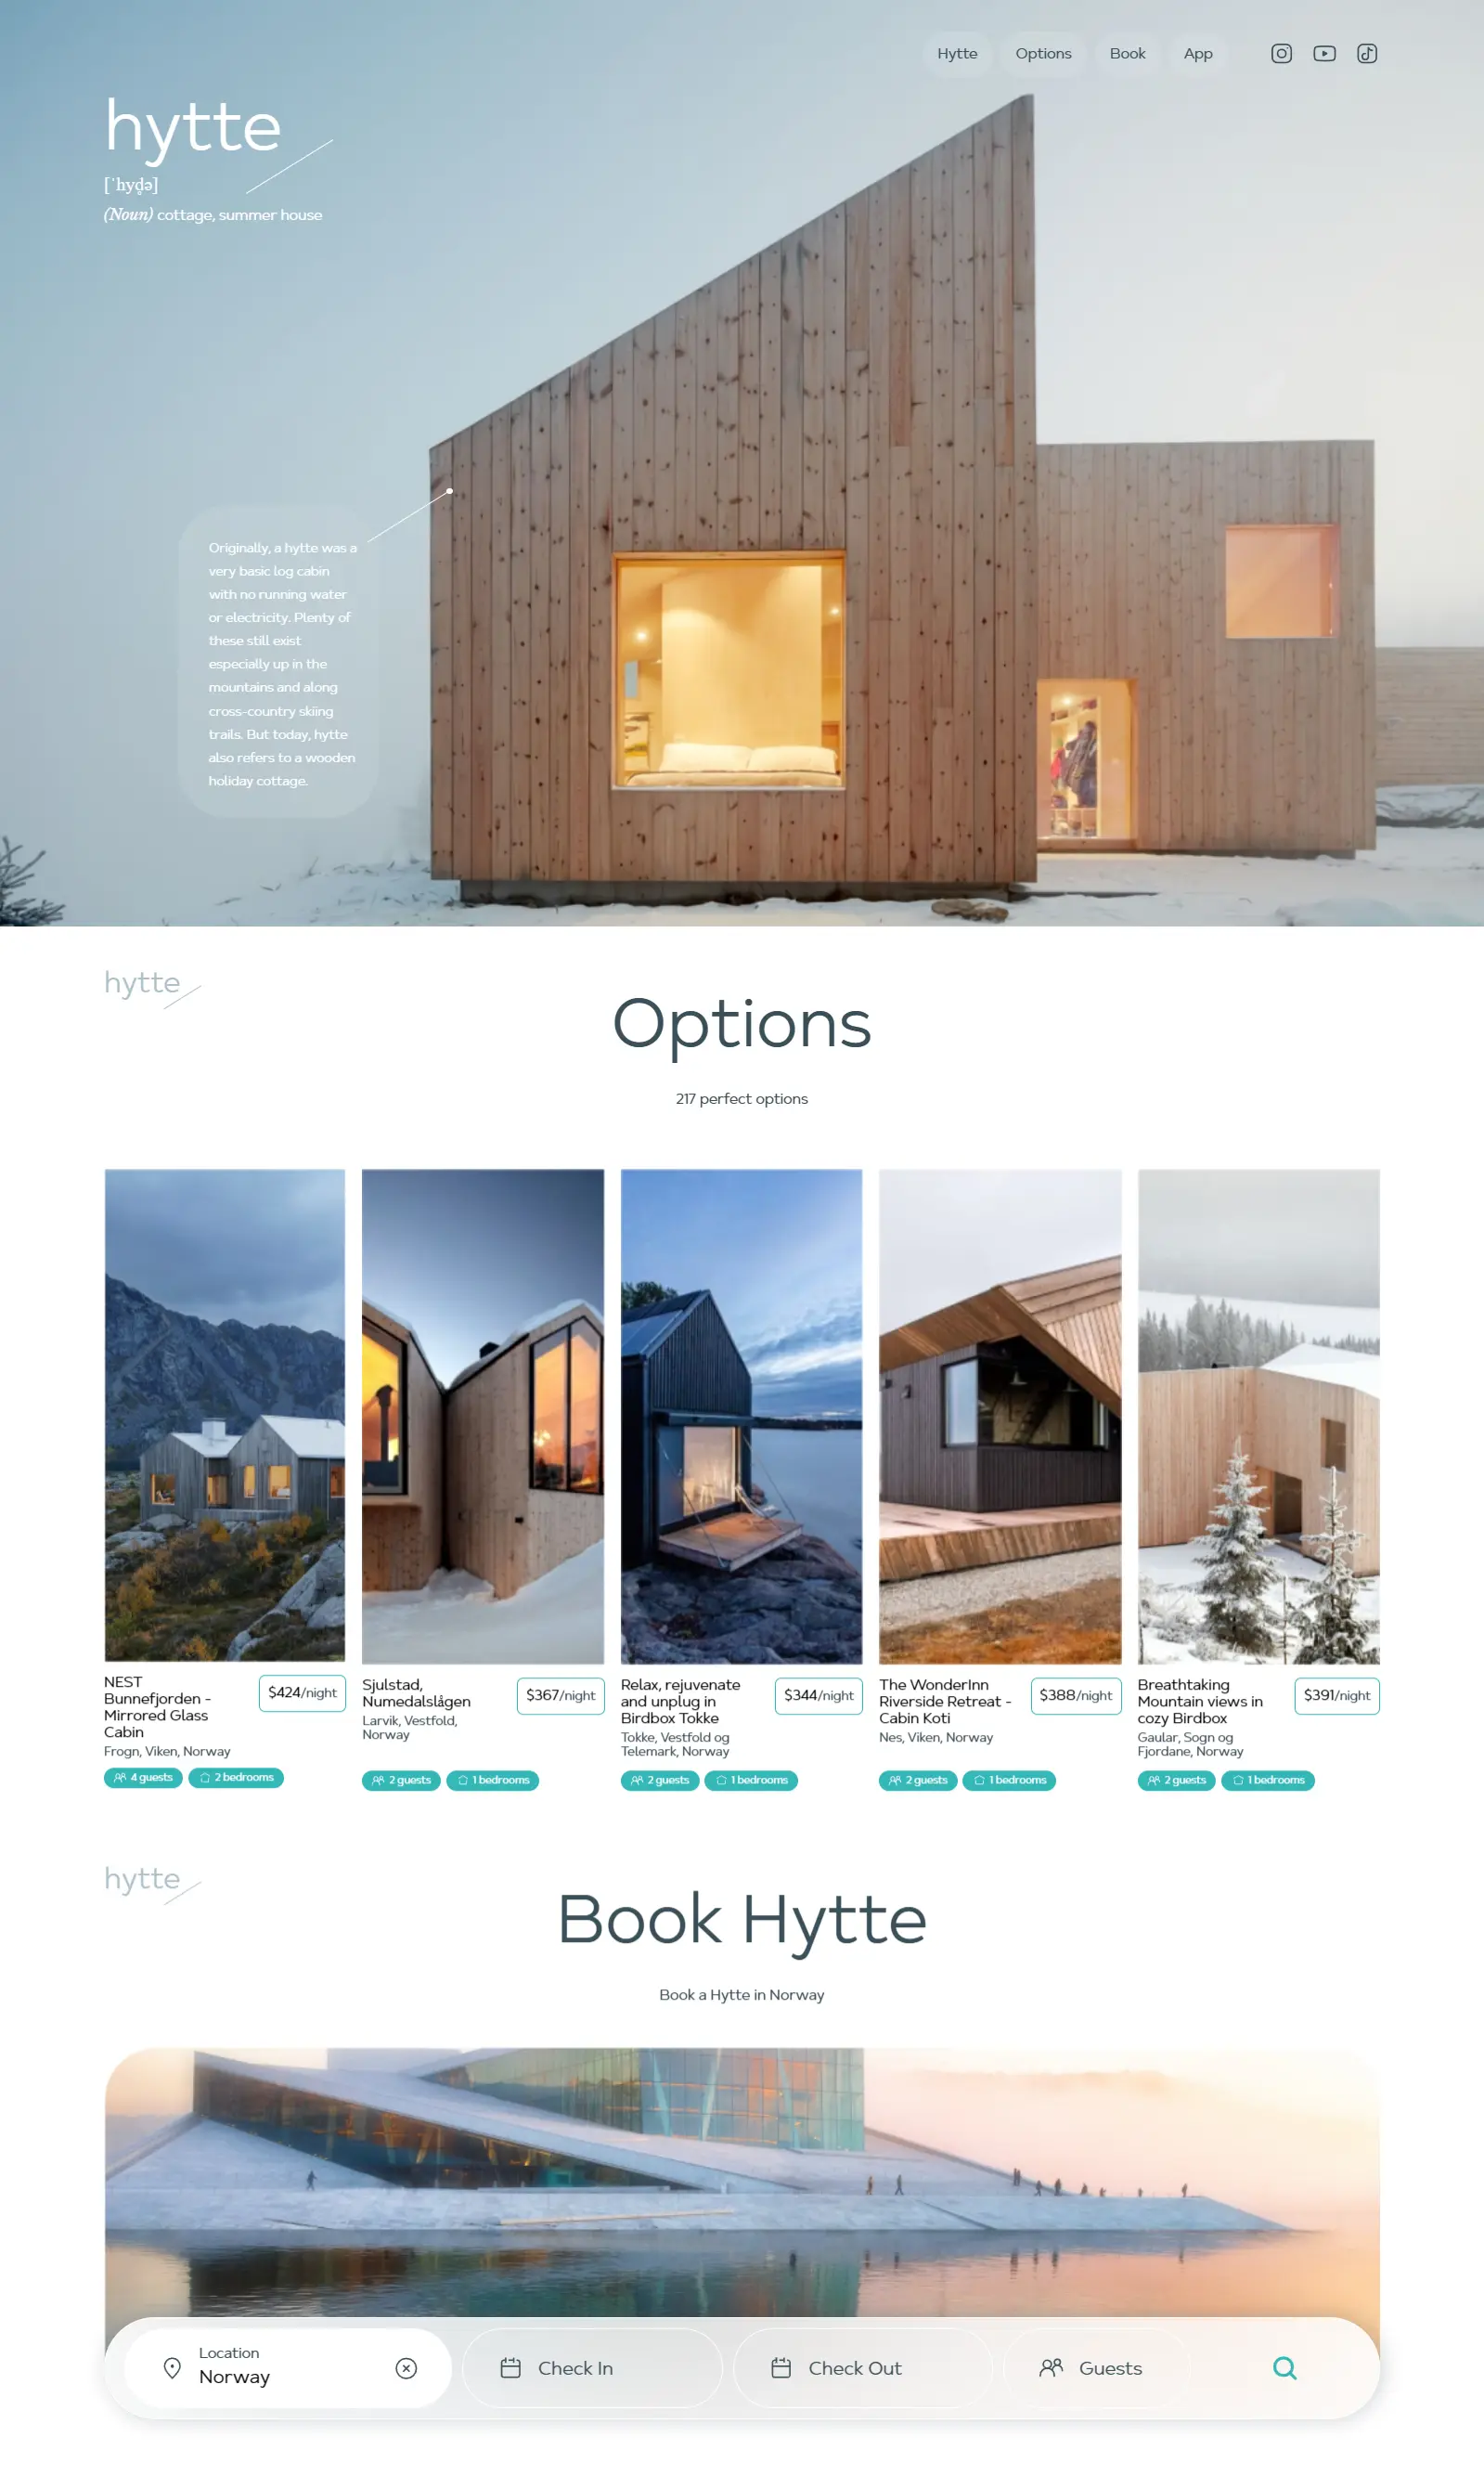 Hytte Options Book App
hytte
[ˈhyd̥ə]
(Noun) cottage, summer house
Originally, a hytte was a
very basic log cabin
with no running water
or electricity. Plenty of
these still exist
especially up in the
mountains and along
cross-country skiing
trails. But today, hytte
also refers to a wooden
holiday cottage.
hytte
Options
217 perfect options
NEST
Bunnefjorden -
Mirrored Glass
Cabin
$424/night
Frogn, Viken, Norway
4 guests 2 bedrooms
Sjulstad,
Numedalslågen
$367/night
Larvik, Vestfold,
Norway
2 guests 1 bedrooms
Relax, rejuvenate
and unplug in
Birdbox Tokke
$344/night
Tokke, Vestfold og
Telemark, Norway
2 guests 1 bedrooms
The WonderInn
Riverside Retreat -
Cabin Koti
$388/night
Nes, Viken, Norway
2 guests 1 bedrooms
Breathtaking
Mountain views in
cozy Birdbox
$391/night
Gaular, Sogn og
Fjordane, Norway
2 guests 1 bedrooms
hytte
Book Hytte
Book a Hytte in Norway
Location
Norway
Check In
Check Out
Guests